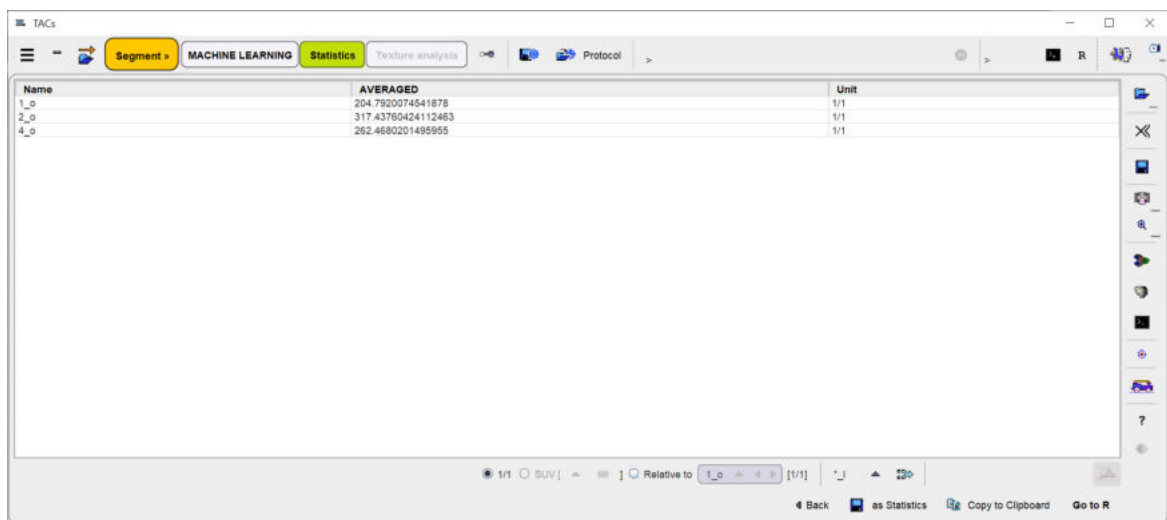 TACs
Segment » MACHINE LEARNING Statistics Texture analysis Protocol > > R
Name AVERAGED Unit
1_o 204.7920074541878 1/1
2_o 317.43760424112463 1/1
4_o 262.4680201495955 1/1
?
1/1 SUV [ ] Relative to 1_o [1/1] *_l
Back as Statistics Copy to Clipboard Go to R